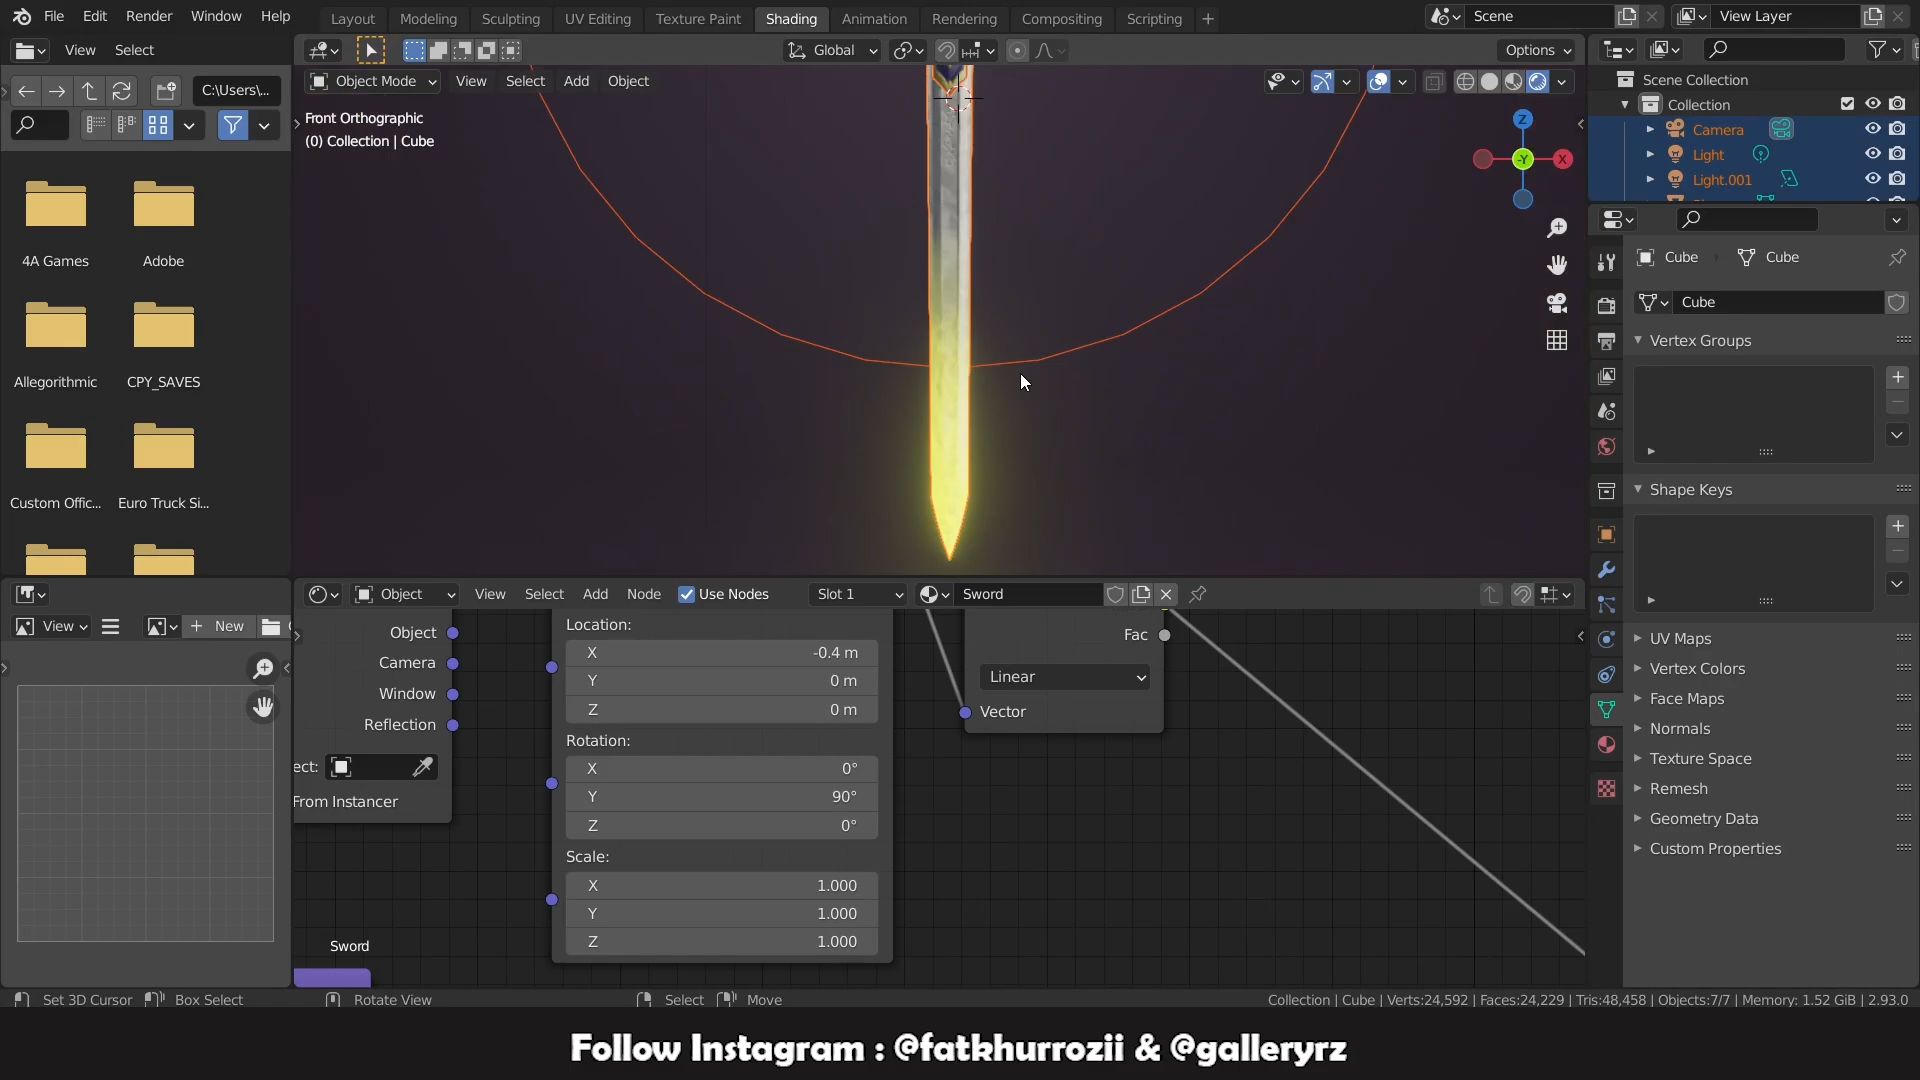 File Edit Render Window Help
Layout Modeling Sculpting UV Editing Texture Paint Shading Animation Rendering Compositing Scripting
Scene
View Layer
View Select
Global
Options
C:\Users\...
Object Mode View Select Add Object
Front Orthographic
(0) Collection | Cube
Z
-Y
X
Scene Collection
Collection
Camera
Light
Light.001
4A Games
Adobe
Allegorithmic
CPY_SAVES
Custom Offic...
Euro Truck Si...
Cube
Cube
Cube
Vertex Groups
Shape Keys
UV Maps
Vertex Colors
Face Maps
Normals
Texture Space
Remesh
Geometry Data
Custom Properties
View
New
Object View Select Add Node Use Nodes Slot 1 Sword
Object
Camera
Window
Reflection
ect:
From Instancer
Sword
Location:
X -0.4 m
Y 0 m
Z 0 m
Rotation:
X 0°
Y 90°
Z 0°
Scale:
X 1.000
Y 1.000
Z 1.000
Fac
Linear
Vector
Set 3D Cursor Box Select Rotate View Select Move
Collection | Cube | Verts:24,592 | Faces:24,229 | Tris:48,458 | Objects:7/7 | Memory: 1.52 GiB | 2.93.0
Follow Instagram : @fatkhurrozii & @galleryrz